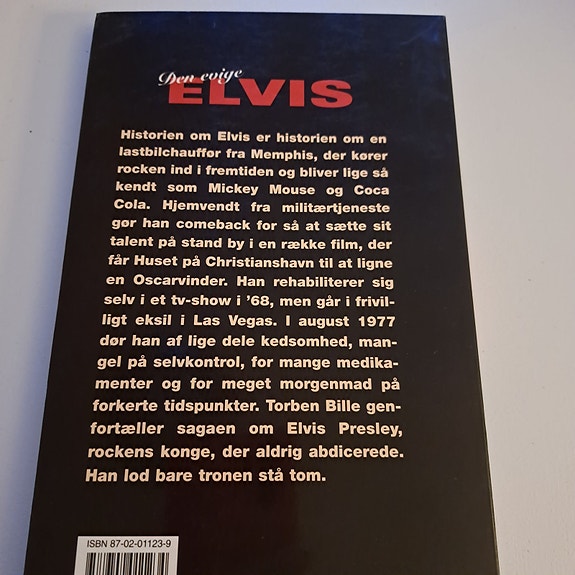 Den evige
ELVIS
Historien om Elvis er historien om en
lastbilchauffør fra Memphis, der kører
rocken ind i fremtiden og bliver lige så
kendt som Mickey Mouse og Coca
Cola. Hjemvendt fra militærtjeneste
gør han comeback for så at sætte sit
talent på stand by i en række film, der
får Huset på Christianshavn til at ligne
en Oscarvinder. Han rehabiliterer sig
selv i et tv-show i '68, men går i frivil-
ligt eksil i Las Vegas. I august 1977
dør han af lige dele kedsomhed, man-
gel på selvkontrol, for mange medika-
menter og for meget morgenmad på
forkerte tidspunkter. Torben Bille gen-
fortæller sagaen om Elvis Presley,
rockens konge, der aldrig abdicerede.
Han lod bare tronen stå tom.
ISBN 87-02-01123-9